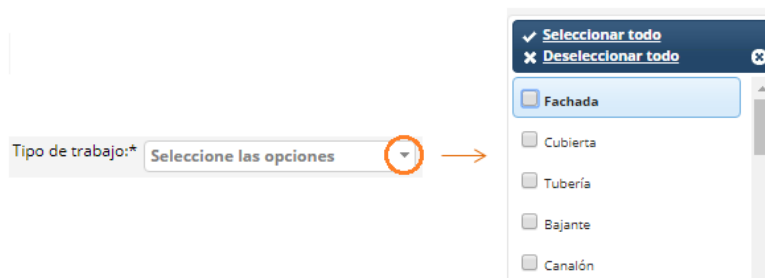 Seleccionar todo
Deseleccionar todo
Fachada
Tipo de trabajo:* Seleccione las opciones
Cubierta
Tubería
Bajante
Canalón